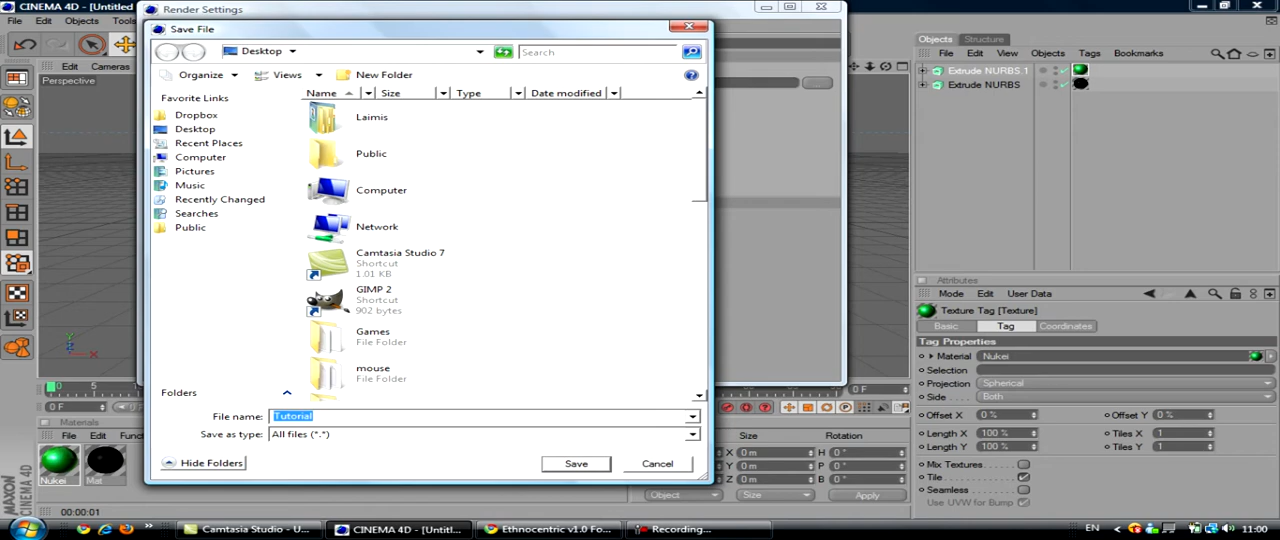 CINEMA 4D - [Untitled
Render Settings
File Edit Objects Tools
Save File
Desktop
Search
Organize Views New Folder
Favorite Links
Dropbox
Desktop
Recent Places
Computer
Pictures
Music
Recently Changed
Searches
Public
Folders
Name Size Type Date modified
Laimis
Public
Computer
Network
Camtasia Studio 7
Shortcut
1.01 KB
GIMP 2
Shortcut
902 bytes
Games
File Folder
mouse
File Folder
File name: Tutorial
Save as type: All files (*.*)
Hide Folders
Save Cancel
Edit Cameras
Perspective
0 5
0 F
Materials
File Edit Funct
Nukei Mat
00:00:01
Objects Structure
File Edit View Objects Tags Bookmarks
Extrude NURBS.1
Extrude NURBS
Attributes
Mode Edit User Data
Texture Tag [Texture]
Basic Tag Coordinates
Tag Properties
Material Nukei
Selection
Projection Spherical
Side Both
Offset X 0 % Offset Y 0 %
Length X 100 % Tiles X 1
Length Y 100 % Tiles Y 1
Mix Textures
Tile
Seamless
Use UVW for Bump
0 F
Size Rotation
0 m H 0 °
0 m P 0 °
Z 0 m B 0 °
Object Size Apply
MAXON
CINEMA 4D
Camtasia Studio - U...
CINEMA 4D - [Untitl...
Ethnocentric v1.0 Fo...
Recording...
EN
11:00